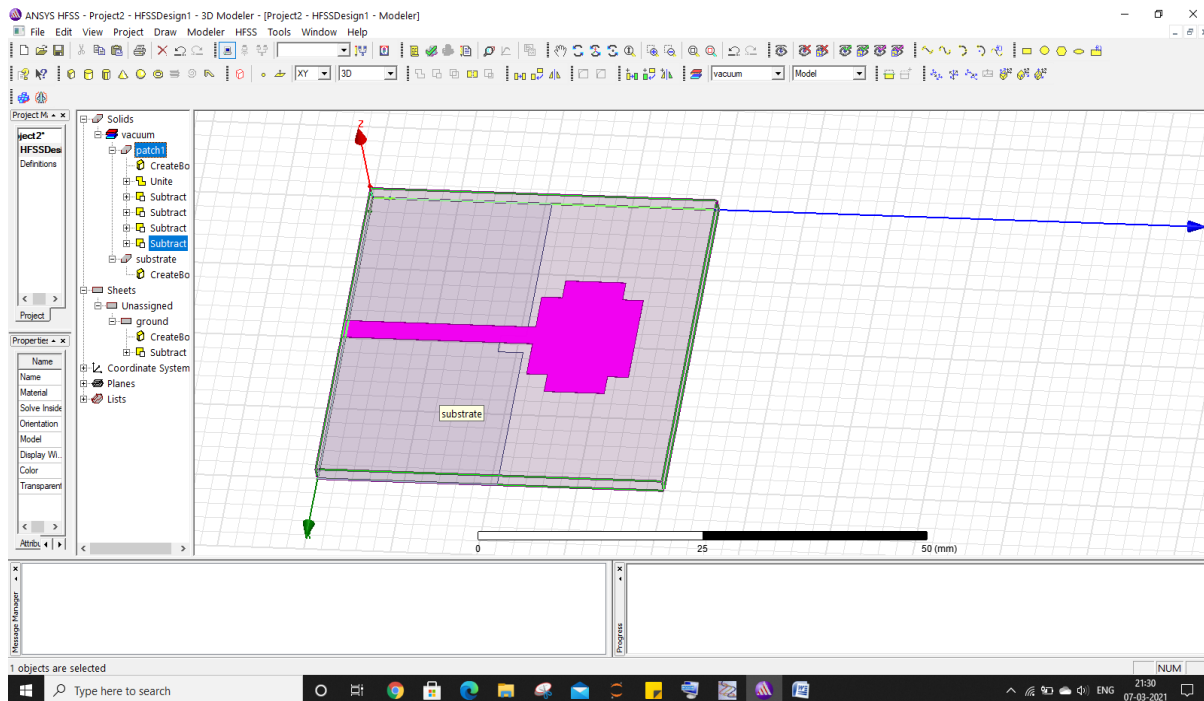 ANSYS HFSS - Project2 - HFSSDesign1 - 3D Modeler - [Project2 - HFSSDesign1 - Modeler]
File Edit View Project Draw Modeler HFSS Tools Window Help
XY 3D vacuum Model
Project M.
ject2*
HFSSDesi
Definitions
Project
Solids
vacuum
patch1
CreateBo
Unite
Subtract
Subtract
Subtract
Subtract
substrate
CreateBo
Sheets
Unassigned
ground
CreateBo
Subtract
Coordinate System
Planes
Lists
Properties
Name
Name
Material
Solve Inside
Orientation
Model
Display Wi..
Color
Transparent
Attribu
Z
substrate
0 25 50 (mm)
Message Manager
Progress
1 objects are selected
NUM
Type here to search
ENG
21:30
07-03-2021